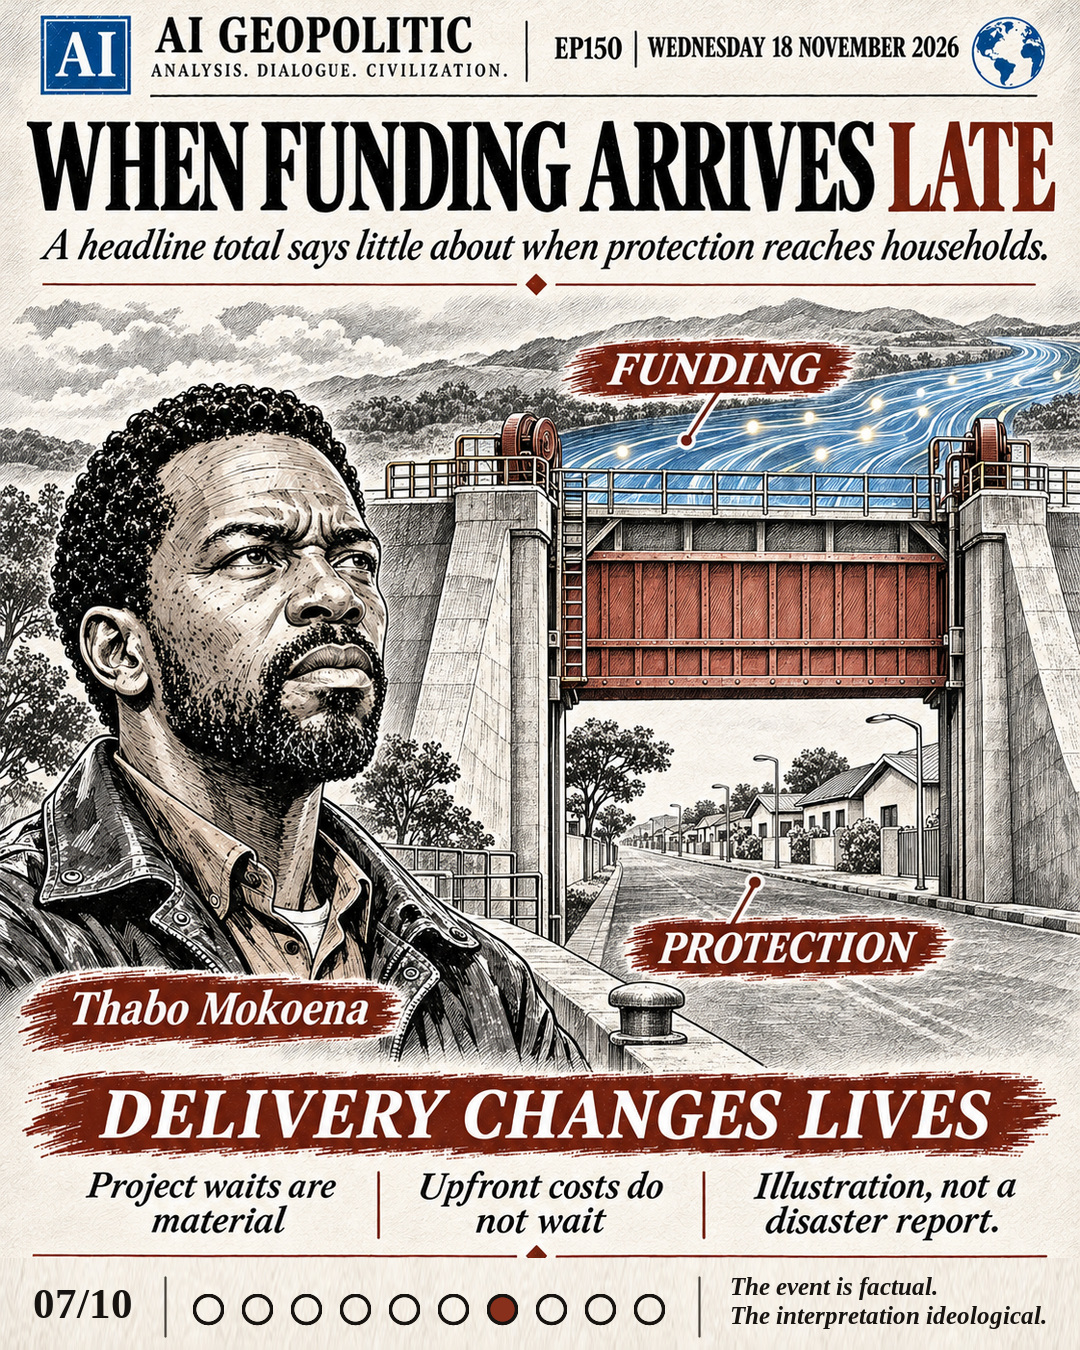 AI
AI GEOPOLITIC
ANALYSIS. DIALOGUE. CIVILIZATION.
EP150
WEDNESDAY 18 NOVEMBER 2026
WHEN FUNDING ARRIVES LATE
A headline total says little about when protection reaches households.
FUNDING
PROTECTION
Thabo Mokoena
DELIVERY CHANGES LIVES
Project waits are
material
Upfront costs do
not wait
Illustration, not a
disaster report.
07/10
The event is factual.
The interpretation ideological.